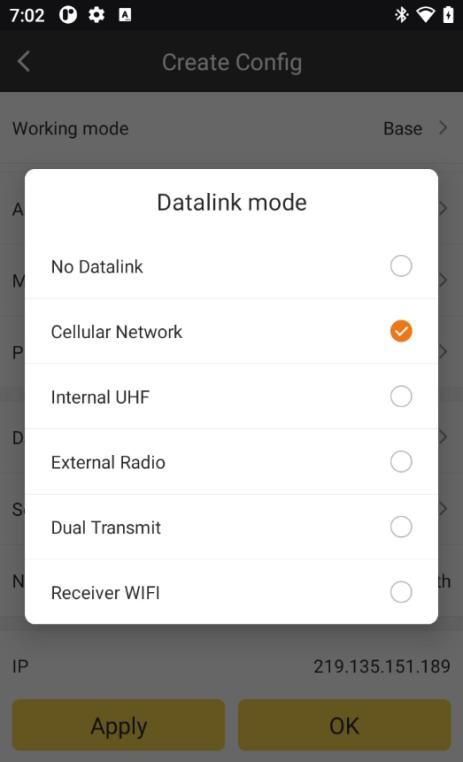 7:02
Create Config
Working mode Base
Datalink mode
No Datalink
Cellular Network
Internal UHF
External Radio
Dual Transmit
Receiver WIFI
IP 219.135.151.189
Apply OK